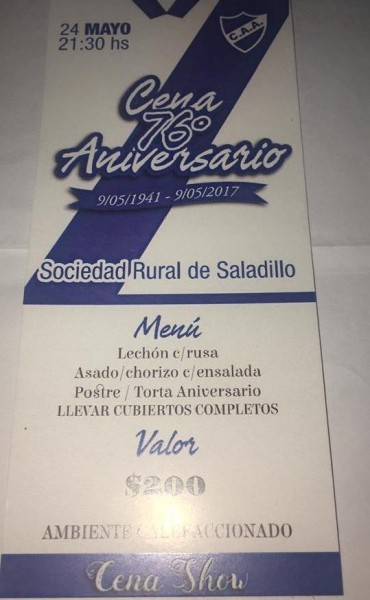 24 MAYO
21:30 hs
C.A.A.
Cena
76°
Aniversario
9/05/1941 - 9/05/2017
Sociedad Rural de Saladillo
Menú
Lechón c/rusa
Asado/chorizo c/ensalada
Postre / Torta Aniversario
LLEVAR CUBIERTOS COMPLETOS
Valor
$200
AMBIENTE CALEFACCIONADO
Cena Show